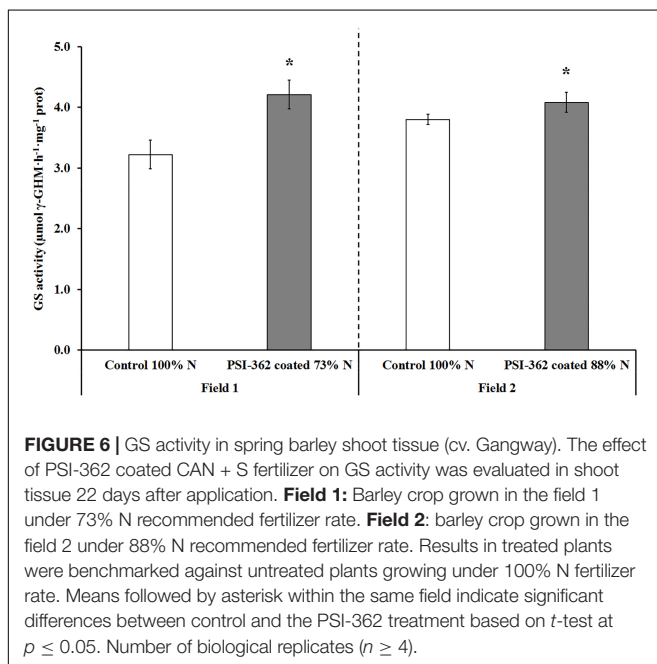 5.0
*
*
4.0
3.0
2.0
1.0
0.0
GS activity (µmol γ-GHM·h⁻¹·mg⁻¹ prot)
Control 100% N PSI-362 coated 73% N Control 100% N PSI-362 coated 88% N
Field 1 Field 2
FIGURE 6 | GS activity in spring barley shoot tissue (cv. Gangway). The effect
of PSI-362 coated CAN + S fertilizer on GS activity was evaluated in shoot
tissue 22 days after application. Field 1: Barley crop grown in the field 1
under 73% N recommended fertilizer rate. Field 2: barley crop grown in the
field 2 under 88% N recommended fertilizer rate. Results in treated plants
were benchmarked against untreated plants growing under 100% N fertilizer
rate. Means followed by asterisk within the same field indicate significant
differences between control and the PSI-362 treatment based on t-test at
p ≤ 0.05. Number of biological replicates (n ≥ 4).